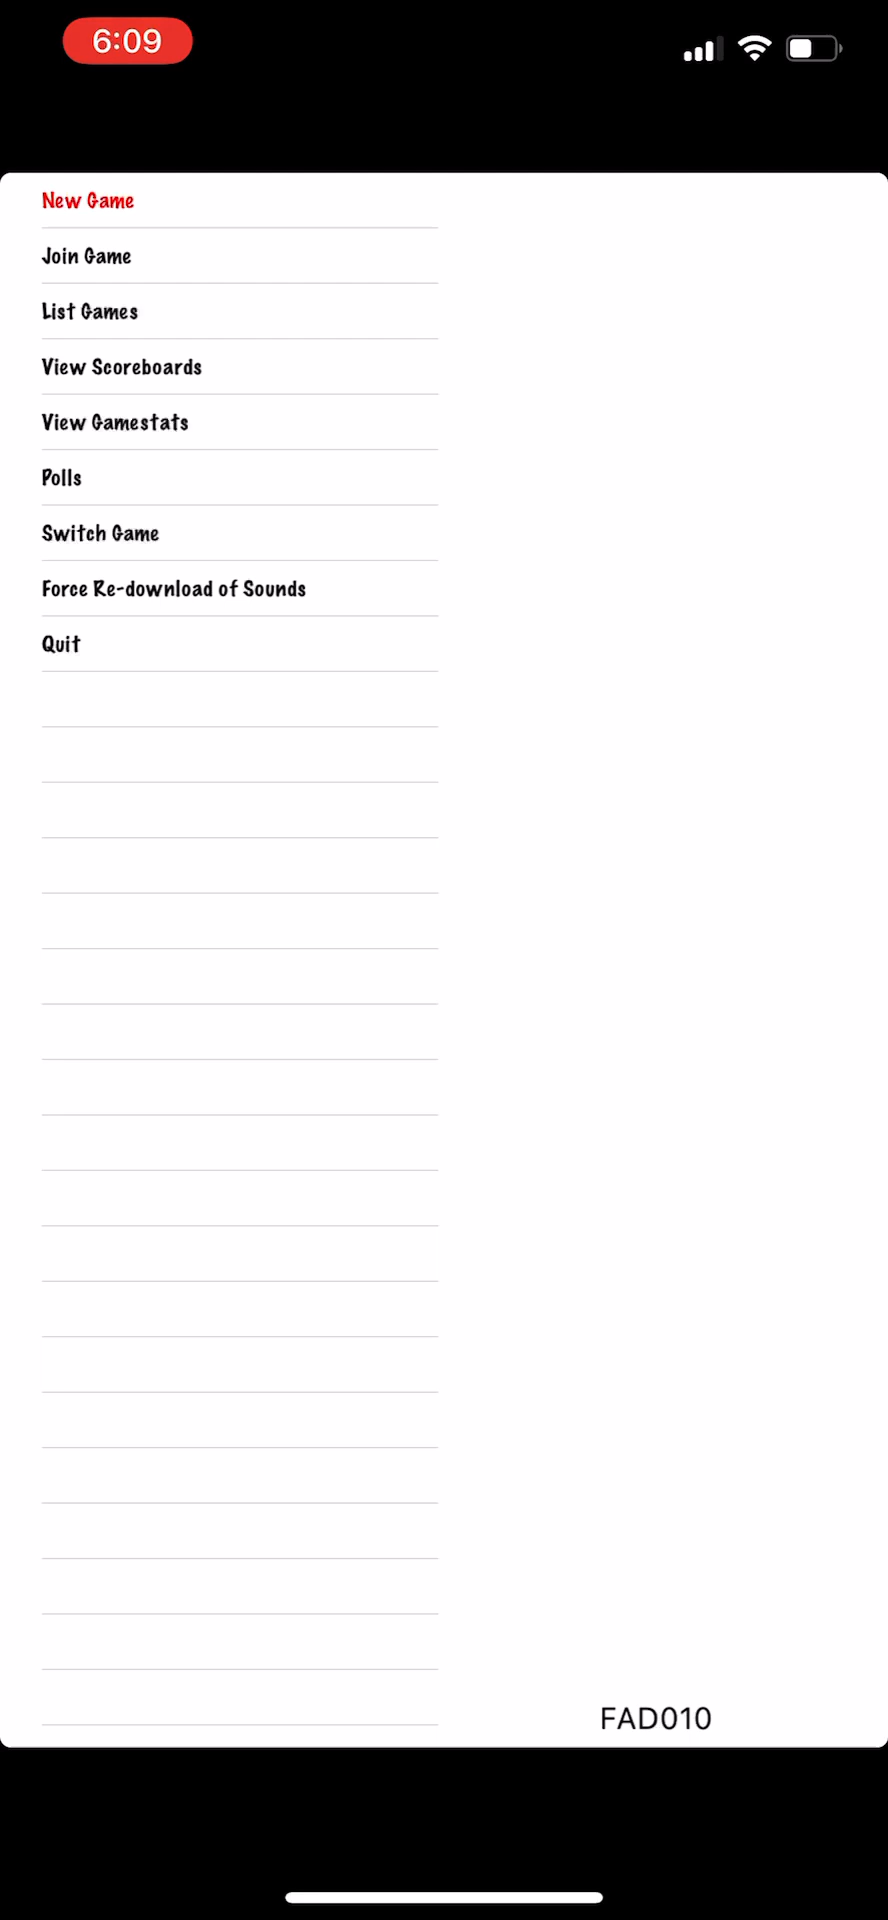 6:09
New Game
Join Game
List Games
View Scoreboards
View Gamestats
Polls
Switch Game
Force Re-download of Sounds
Quit
FAD010